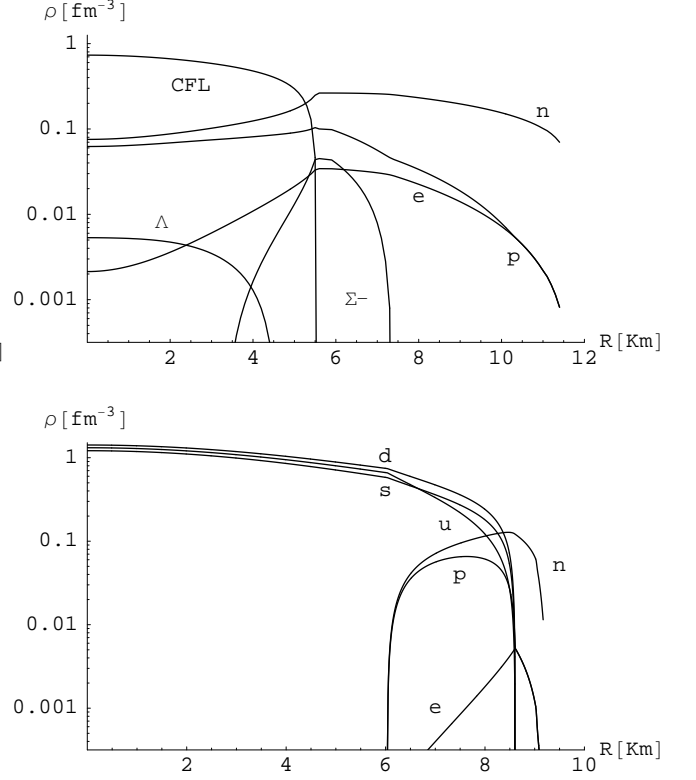 ρ[fm⁻³]
1
CFL
n
0.1
Λ
e
0.01
p
0.001
Σ−
R[Km]
2 4 6 8 10 12
]
ρ[fm⁻³]
d
1
s
u
0.1
n
p
0.01
e
0.001
R[Km]
2 4 6 8 10